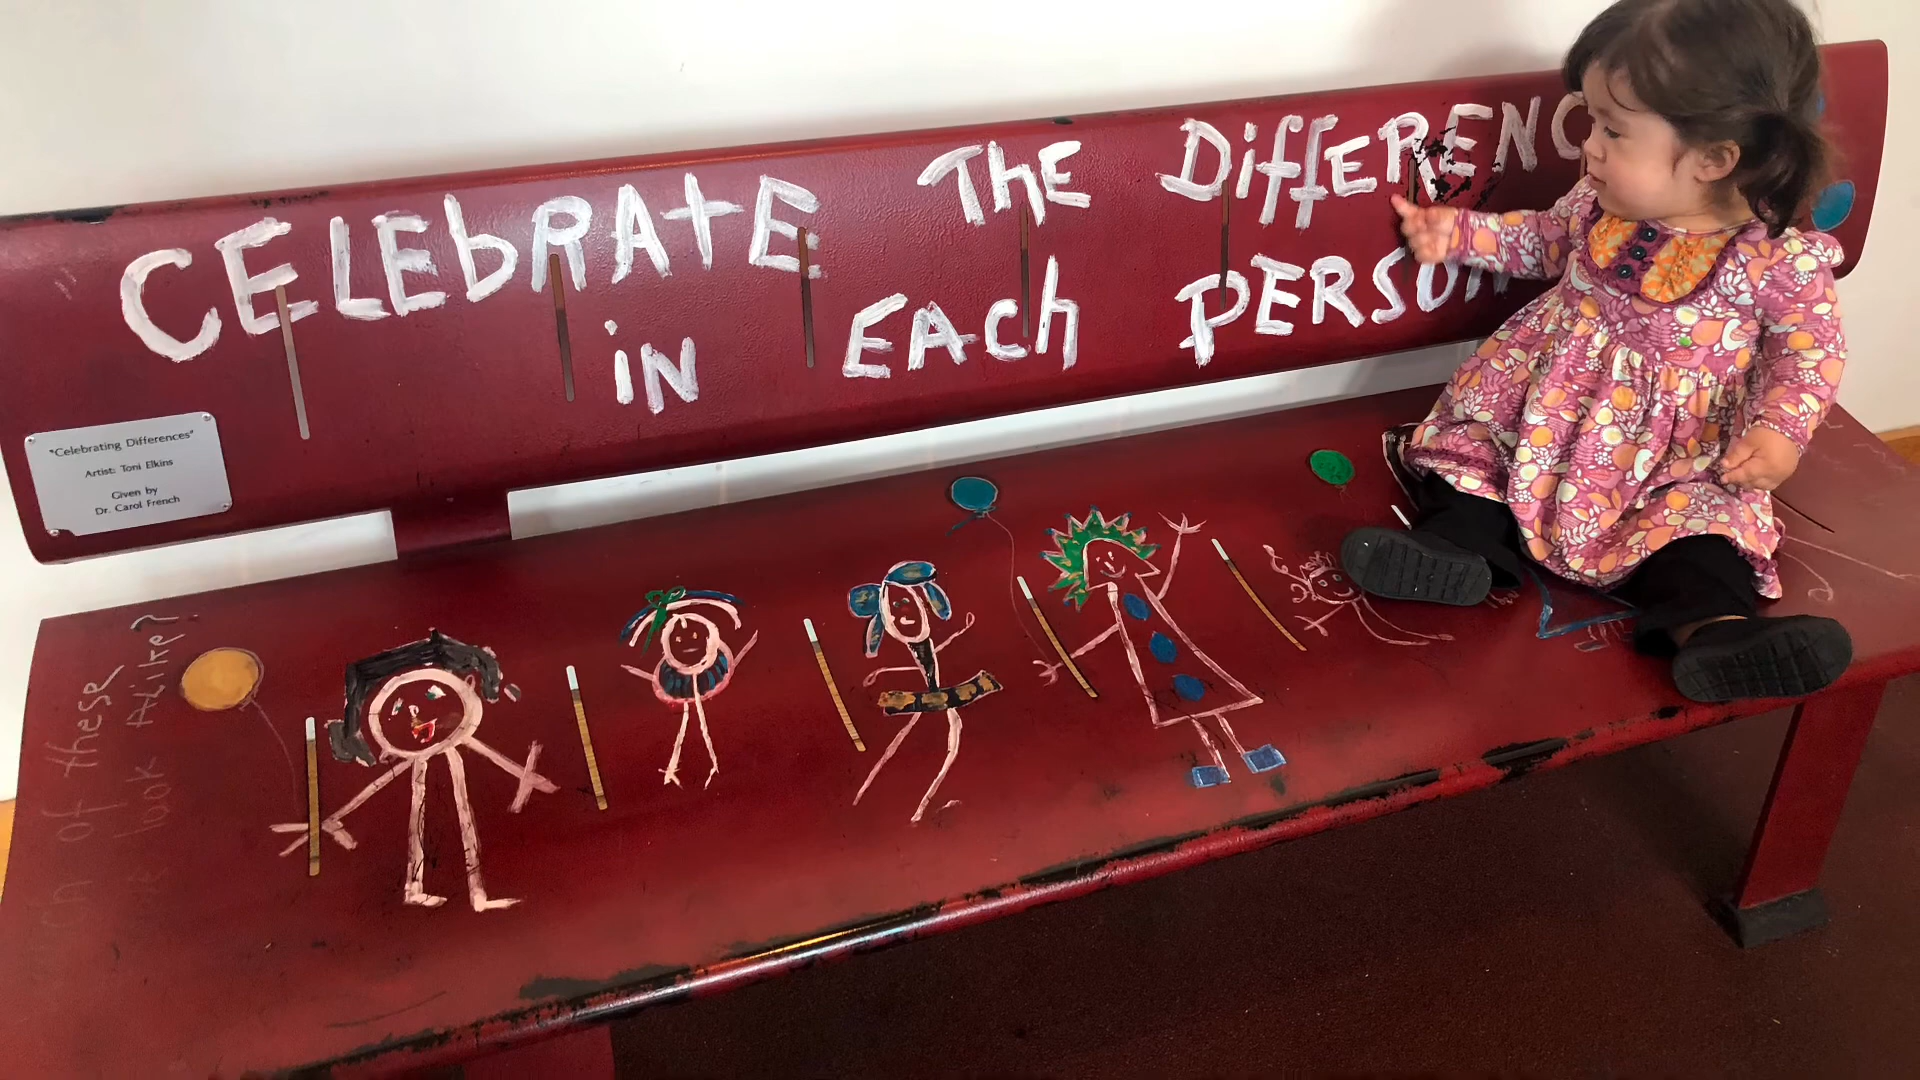 CELEbRAtE ThE DiffERENC
iN EACh PERSON
"Celebrating Differences"
Artist: Toni Elkins
Given by
Dr. Carol French
of these
look Alike?